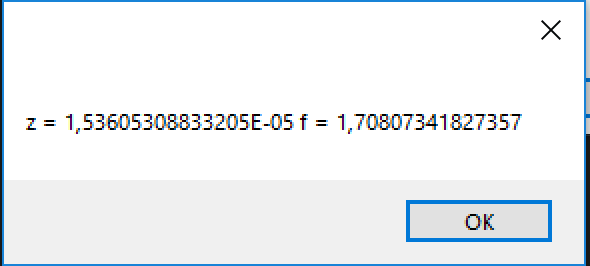 z = 1,53605308833205E-05 f = 1,70807341827357
OK